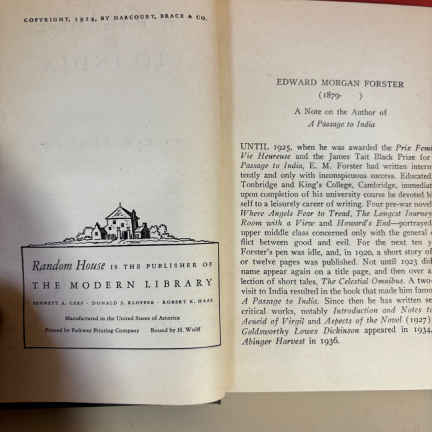 COPYRIGHT, 1924, BY HARCOURT, BRACE & CO.
Random House IS THE PUBLISHER OF
THE MODERN LIBRARY
BENNETT A. CERF · DONALD S. KLOPFER · ROBERT K. HAAS
Manufactured in the United States of America
Printed by Parkway Printing Company Bound by H. Wolff
EDWARD MORGAN FORSTER
(1879- )
A Note on the Author of
A Passage to India
UNTIL 1925, when he was awarded the Prix Femi
Vie Heureuse and the James Tait Black Prize for
Passage to India, E. M. Forster had written interm
tently and only with inconspicuous success. Educated
Tonbridge and King's College, Cambridge, immediat
upon completion of his university course he devoted hi
self to a leisurely career of writing. Four pre-war novel
Where Angels Fear to Tread, The Longest Journey
Room with a View and Howard's End—portrayed
upper middle class concerned only with the general c
flict between good and evil. For the next ten y
Forster's pen was idle, and, in 1920, a short story of
or twelve pages was published. Not until 1923 did
name appear again on a title page, and then over a
lection of short tales, The Celestial Omnibus. A two-
visit to India resulted in the book that made him famo
A Passage to India. Since then he has written se
critical works, notably Introduction and Notes to
Aeneid of Virgil and Aspects of the Novel (1927)
Goldsworthy Lowes Dickinson appeared in 1934,
Abinger Harvest in 1936.